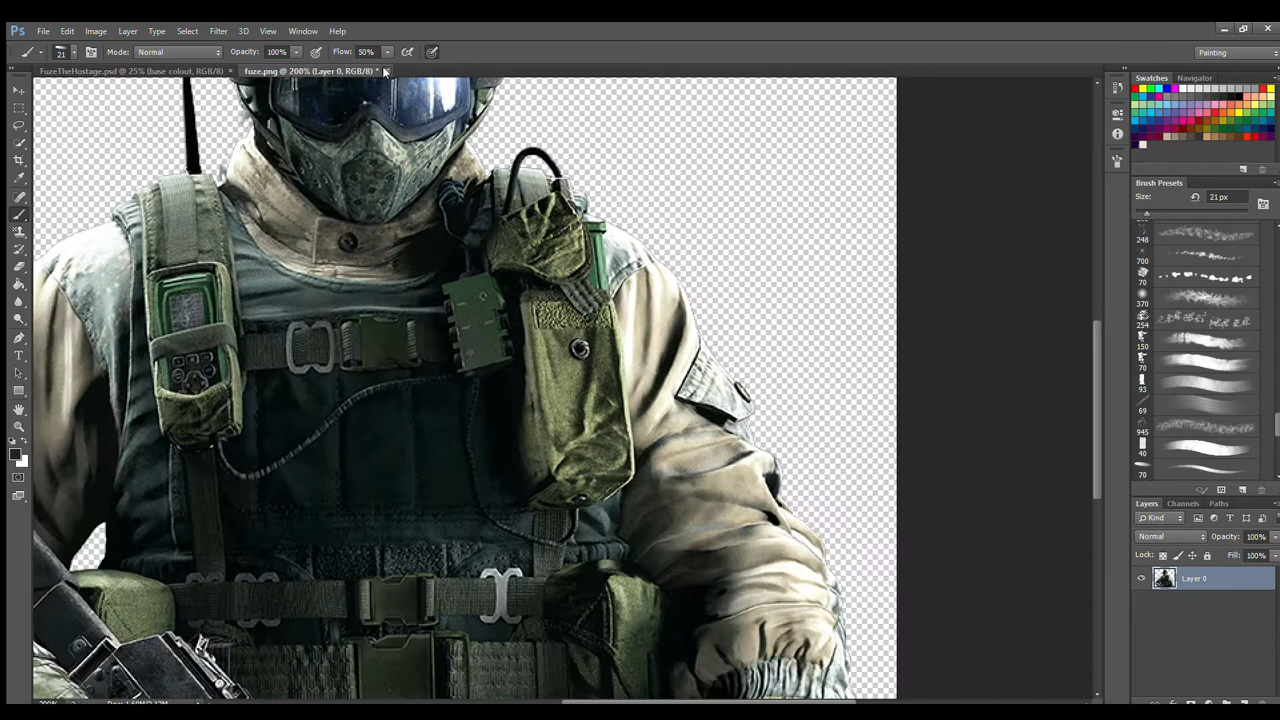 Ps File Edit Image Layer Type Select Filter 3D View Window Help
21 Mode: Normal Opacity: 100% Flow: 50% Painting
FuzeTheHostage.psd @ 25% (base colout, RGB/8) × fuze.png @ 200% (Layer 0, RGB/8) *
Swatches Navigator
Brush Presets
Size: 21 px
248
700
70
370
254
150
70
93
69
945
40
70
Layers Channels Paths
Kind
Normal Opacity: 100%
Lock: Fill: 100%
Layer 0